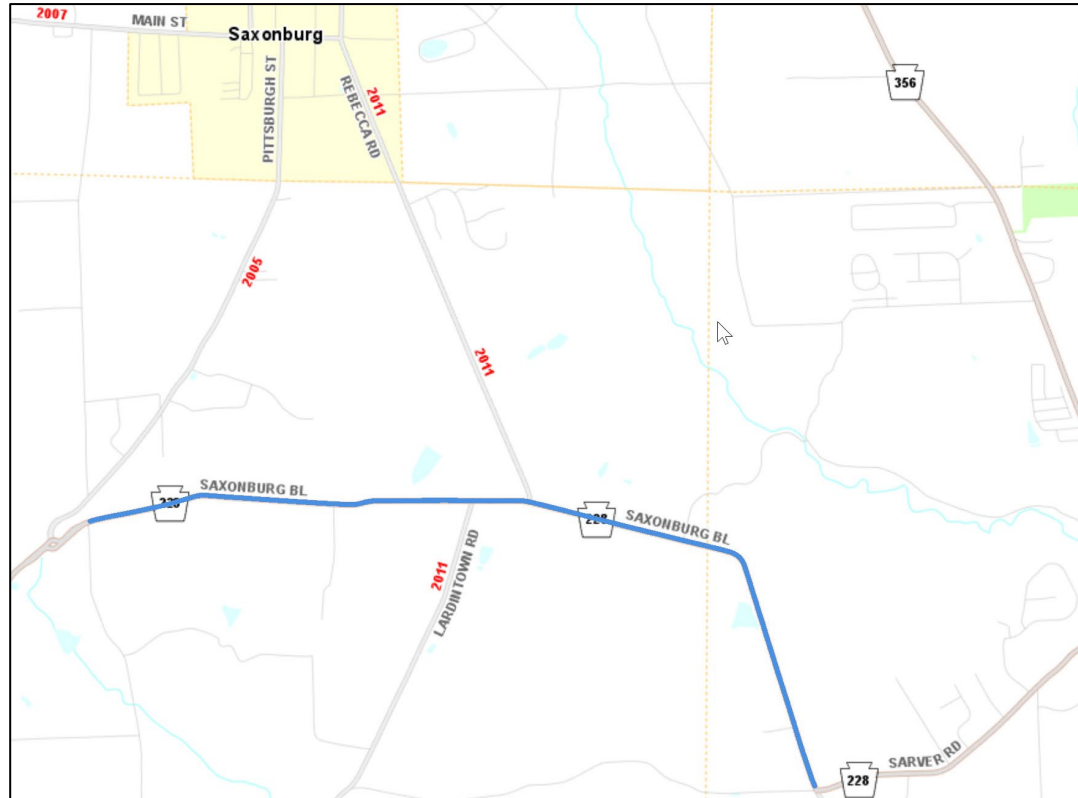 2007
MAIN ST
Saxonburg
PITTSBURGH ST
REBECCA RD
2011
356
2005
2011
SAXONBURG BL
228
228
SAXONBURG BL
2011
LARDINTOWN RD
SARVER RD
228